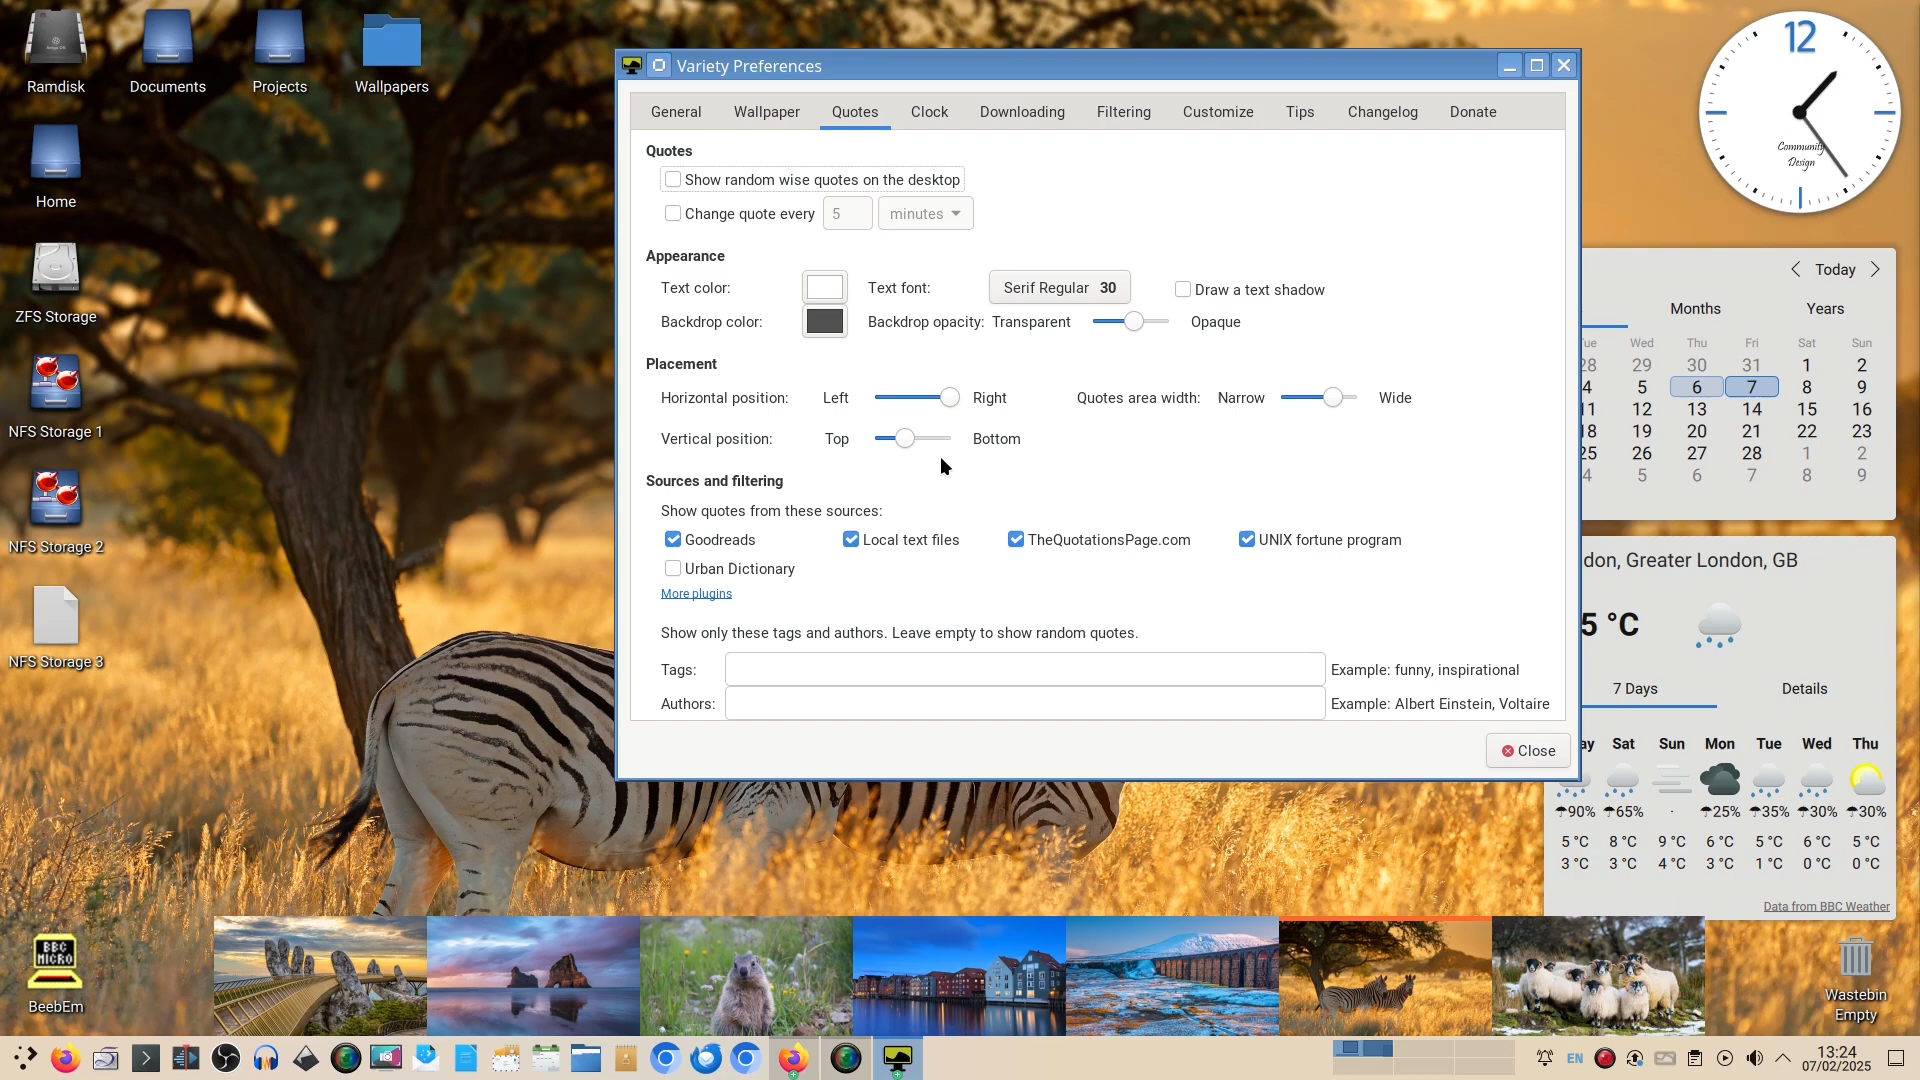 Ramdisk
Documents
Projects
Wallpapers
Home
ZFS Storage
NFS Storage 1
NFS Storage 2
NFS Storage 3
BBC
MICRO
BeebEm
Variety Preferences
General Wallpaper Quotes Clock Downloading Filtering Customize Tips Changelog Donate
Quotes
Show random wise quotes on the desktop
Change quote every 5 minutes
Appearance
Text color: Text font: Serif Regular 30 Draw a text shadow
Backdrop color: Backdrop opacity: Transparent Opaque
Placement
Horizontal position: Left Right Quotes area width: Narrow Wide
Vertical position: Top Bottom
Sources and filtering
Show quotes from these sources:
Goodreads Local text files TheQuotationsPage.com UNIX fortune program
Urban Dictionary
More plugins
Show only these tags and authors. Leave empty to show random quotes.
Tags: Example: funny, inspirational
Authors: Example: Albert Einstein, Voltaire
Close
12
Community
Design
Today
Months Years
ue Wed Thu Fri Sat Sun
28 29 30 31 1 2
4 5 6 7 8 9
11 12 13 14 15 16
18 19 20 21 22 23
25 26 27 28 1 2
4 5 6 7 8 9
don, Greater London, GB
5 °C
7 Days Details
ay Sat Sun Mon Tue Wed Thu
☂90% ☂65% · ☂25% ☂35% ☂30% ☂30%
5 °C 8 °C 9 °C 6 °C 5 °C 6 °C 5 °C
3 °C 3 °C 4 °C 3 °C 1 °C 0 °C 0 °C
Data from BBC Weather
Wastebin
Empty
EN
13:24
07/02/2025